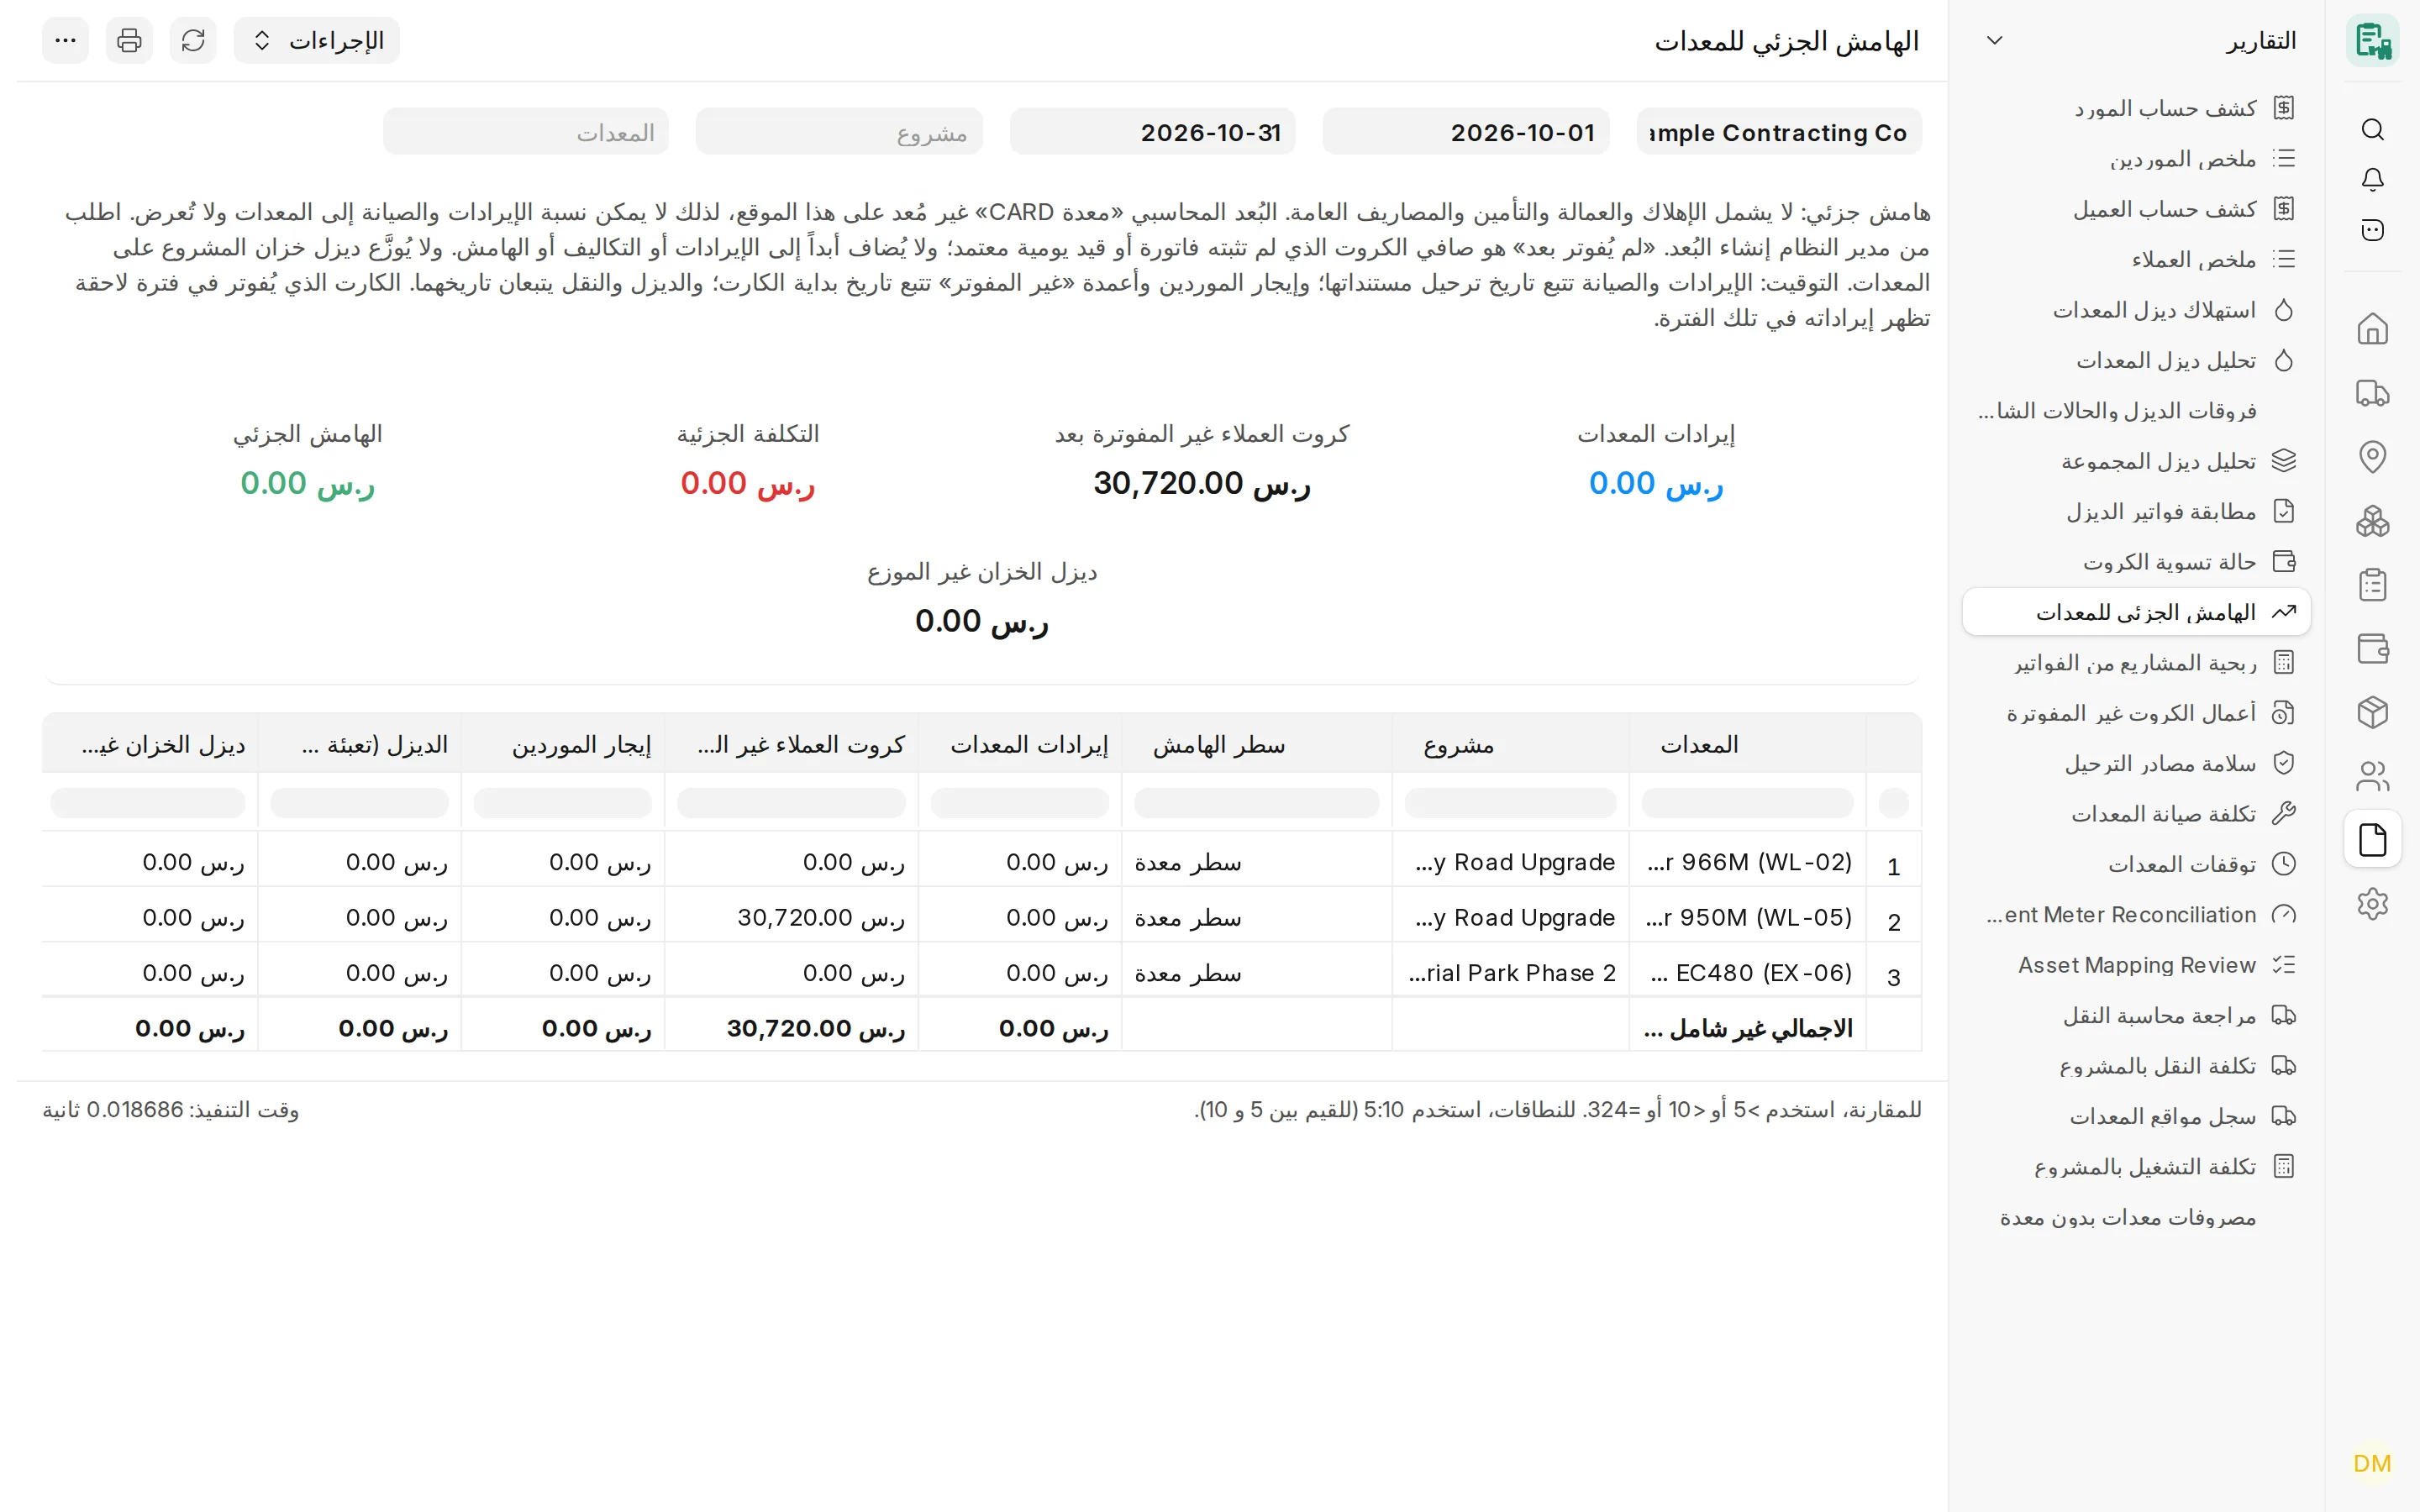 التقارير
كشف حساب المورد
ملخص الموردين
كشف حساب العميل
ملخص العملاء
استهلاك ديزل المعدات
تحليل ديزل المعدات
فروقات الديزل والحالات الشا...
تحليل ديزل المجموعة
مطابقة فواتير الديزل
حالة تسوية الكروت
الهامش الجزئي للمعدات
ربحية المشاريع من الفواتير
أعمال الكروت غير المفوترة
سلامة مصادر الترحيل
تكلفة صيانة المعدات
توقفات المعدات
...ent Meter Reconciliation
Asset Mapping Review
مراجعة محاسبة النقل
تكلفة النقل بالمشروع
سجل مواقع المعدات
تكلفة التشغيل بالمشروع
مصروفات معدات بدون معدة
DM
الهامش الجزئي للمعدات
الإجراءات
ample Contracting Co
2026-10-01
2026-10-31
مشروع
المعدات
هامش جزئي: لا يشمل الإهلاك والعمالة والتأمين والمصاريف العامة. البُعد المحاسبي «معدة CARD» غير مُعد على هذا الموقع، لذلك لا يمكن نسبة الإيرادات والصيانة إلى المعدات ولا تُعرض. اطلب
من مدير النظام إنشاء البُعد. «لم يُفوتر بعد» هو صافي الكروت الذي لم تثبته فاتورة أو قيد يومية معتمد؛ ولا يُضاف أبداً إلى الإيرادات أو التكاليف أو الهامش. ولا يُوزَّع ديزل خزان المشروع على
المعدات. التوقيت: الإيرادات والصيانة تتبع تاريخ ترحيل مستنداتها؛ وإيجار الموردين وأعمدة «غير المفوتر» تتبع تاريخ بداية الكارت؛ والديزل والنقل يتبعان تاريخهما. الكارت الذي يُفوتر في فترة لاحقة
تظهر إيراداته في تلك الفترة.
إيرادات المعدات
ر.س 0.00
كروت العملاء غير المفوترة بعد
ر.س 30,720.00
التكلفة الجزئية
ر.س 0.00
الهامش الجزئي
ر.س 0.00
ديزل الخزان غير الموزع
ر.س 0.00
المعدات مشروع سطر الهامش إيرادات المعدات كروت العملاء غير الـ... إيجار الموردين الديزل (تعبئة ... ديزل الخزان غيـ...
1 ...r 966M (WL-02) ...y Road Upgrade سطر معدة ر.س 0.00 ر.س 0.00 ر.س 0.00 ر.س 0.00 ر.س 0.00
2 ...r 950M (WL-05) ...y Road Upgrade سطر معدة ر.س 0.00 ر.س 30,720.00 ر.س 0.00 ر.س 0.00 ر.س 0.00
3 ... EC480 (EX-06) ...rial Park Phase 2 سطر معدة ر.س 0.00 ر.س 0.00 ر.س 0.00 ر.س 0.00 ر.س 0.00
الاجمالي غير شامل ... ر.س 0.00 ر.س 30,720.00 ر.س 0.00 ر.س 0.00 ر.س 0.00
للمقارنة، استخدم >5 أو <10 أو =324. للنطاقات، استخدم 5:10 (للقيم بين 5 و 10).
وقت التنفيذ: 0.018686 ثانية